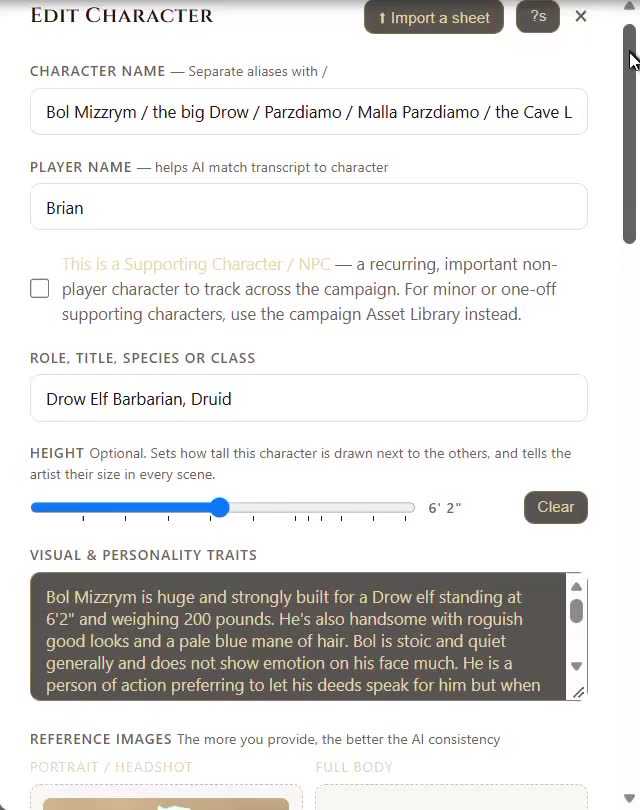 Edit Character
⬆ Import a sheet
?s
×
CHARACTER NAME — Separate aliases with /
Bol Mizzrym / the big Drow / Parzdiamo / Malla Parzdiamo / the Cave L
PLAYER NAME — helps AI match transcript to character
Brian
This is a Supporting Character / NPC — a recurring, important non-
player character to track across the campaign. For minor or one-off
supporting characters, use the campaign Asset Library instead.
ROLE, TITLE, SPECIES OR CLASS
Drow Elf Barbarian, Druid
HEIGHT Optional. Sets how tall this character is drawn next to the others, and tells the
artist their size in every scene.
6' 2"
Clear
VISUAL & PERSONALITY TRAITS
Bol Mizzrym is huge and strongly built for a Drow elf standing at
6'2" and weighing 200 pounds. He's also handsome with roguish
good looks and a pale blue mane of hair. Bol is stoic and quiet
generally and does not show emotion on his face much. He is a
person of action preferring to let his deeds speak for him but when
REFERENCE IMAGES The more you provide, the better the AI consistency
PORTRAIT / HEADSHOT
FULL BODY